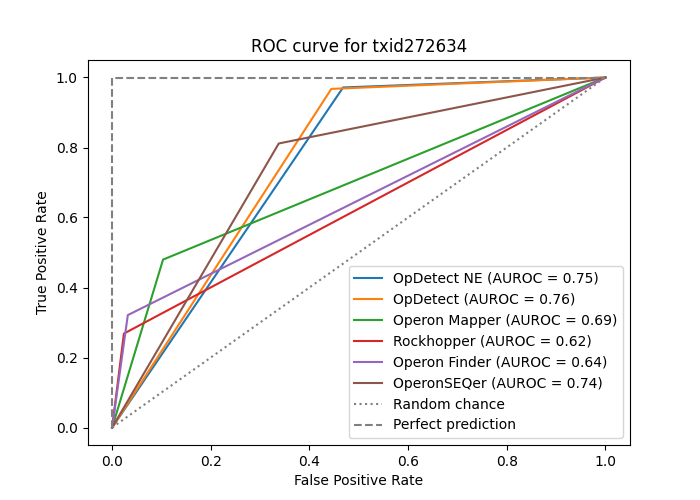 ROC curve for txid272634
True Positive Rate
1.0
0.8
0.6
0.4
0.2
0.0
OpDetect NE (AUROC = 0.75)
OpDetect (AUROC = 0.76)
Operon Mapper (AUROC = 0.69)
Rockhopper (AUROC = 0.62)
Operon Finder (AUROC = 0.64)
OperonSEQer (AUROC = 0.74)
Random chance
Perfect prediction
0.0 0.2 0.4 0.6 0.8 1.0
False Positive Rate